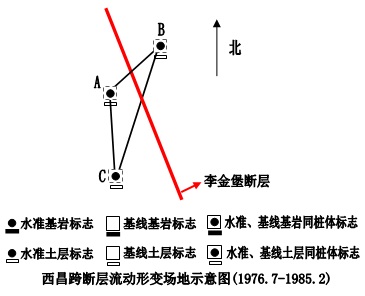 B
北
A
C
李金堡断层
水准基岩标志 基线基岩标志 水准、基线基岩同桩体标志
水准土层标志 基线土层标志 水准、基线土层同桩体标志
西昌跨断层流动形变场地示意图(1976.7-1985.2)